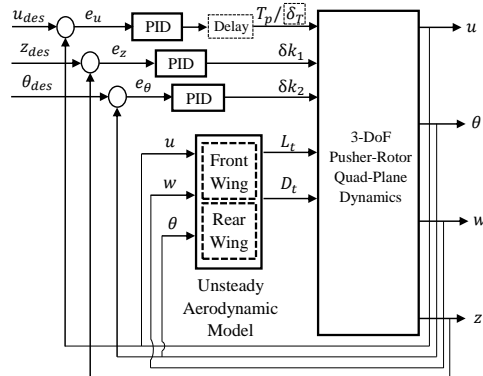 u_des e_u PID Delay T_p/δ_T u
z_des e_z PID δk_1
θ_des e_θ PID δk_2
3-DoF
Pusher-Rotor
Quad-Plane
Dynamics
θ
w
z
u
w
θ
Front
Wing
Rear
Wing
L_t
D_t
Unsteady
Aerodynamic
Model